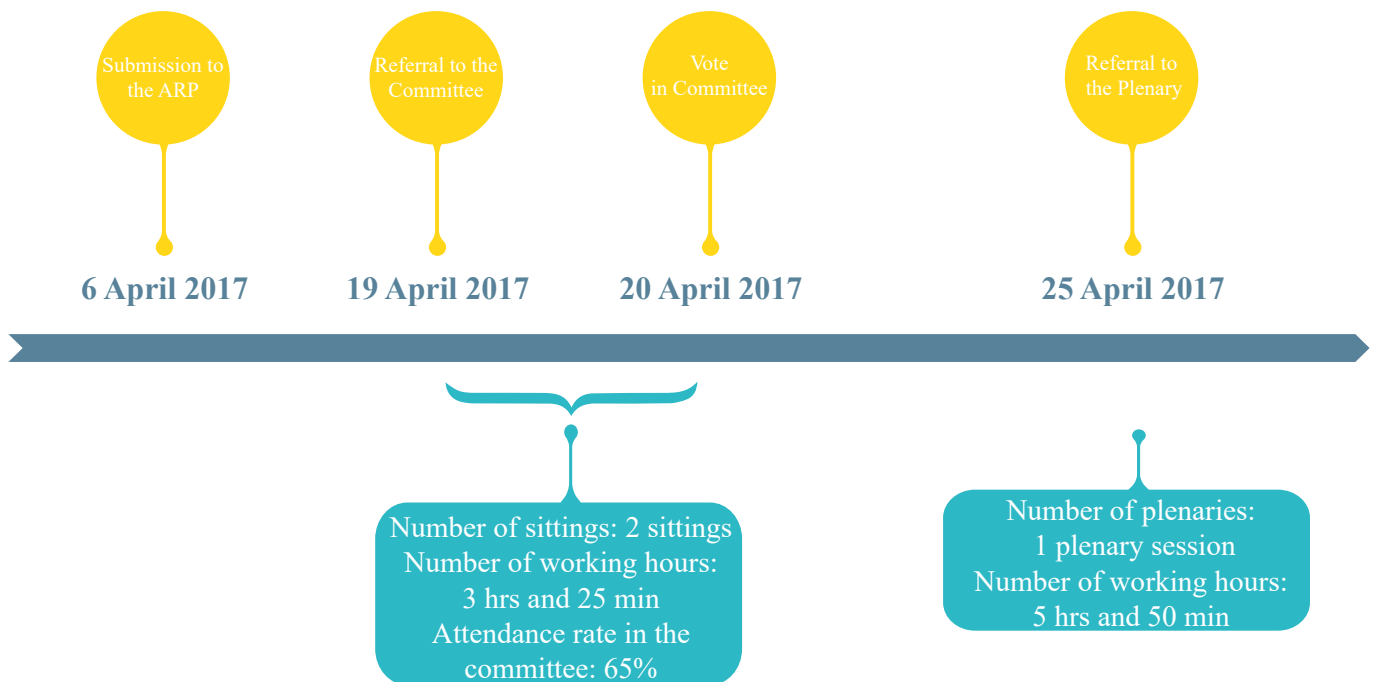 Submission to
the ARP
Referral to the
Committee
Vote
in Committee
Referral to
the Plenary
6 April 2017
19 April 2017
20 April 2017
25 April 2017
Number of sittings: 2 sittings
Number of working hours:
3 hrs and 25 min
Attendance rate in the
committee: 65%
Number of plenaries:
1 plenary session
Number of working hours:
5 hrs and 50 min